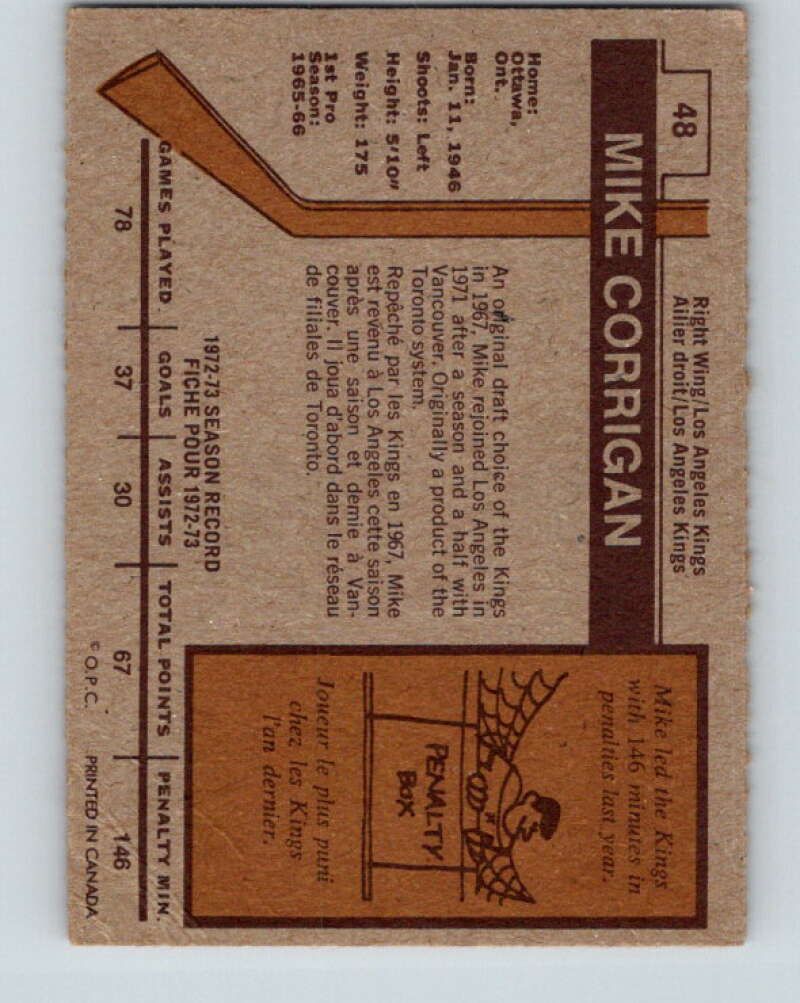 48
Right Wing/Los Angeles Kings
Ailier droit/Los Angeles Kings
MIKE CORRIGAN
Home:
Ottawa,
Ont.
Born:
Jan. 11, 1946
Shoots: Left
Height: 5'10"
Weight: 175
1st Pro
Season:
1965-66
An original draft choice of the Kings
in 1967, Mike rejoined Los Angeles in
1971 after a season and a half with
Vancouver. Originally a product of the
Toronto system.
Repêché par les Kings en 1967, Mike
est revenu à Los Angeles cette saison
après une saison et demie à Van-
couver. Il joua d'abord dans le réseau
de filiales de Toronto.
Mike led the Kings
with 146 minutes in
penalties last year.
PENALTY
BOX
Joueur le plus puni
chez les Kings
l'an dernier.
1972-73 SEASON RECORD
FICHE POUR 1972-73
GAMES PLAYED GOALS ASSISTS TOTAL POINTS PENALTY MIN.
78 37 30 67 146
© O.P.C. PRINTED IN CANADA